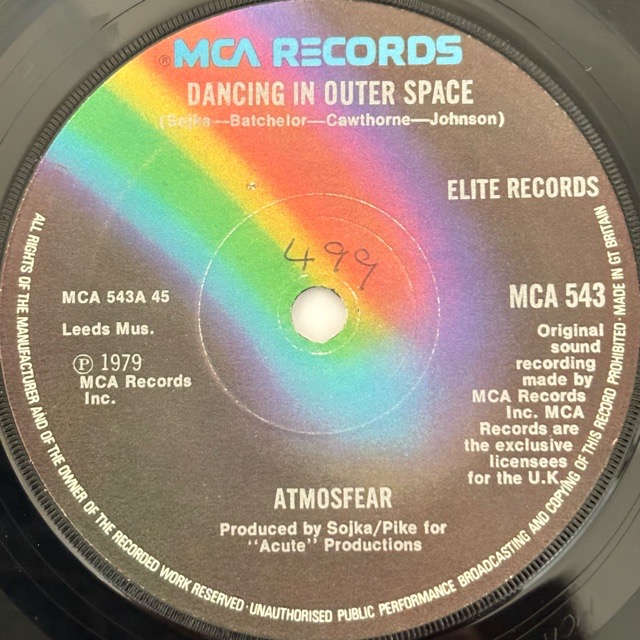 ® MCA RECORDS
DANCING IN OUTER SPACE
(Sojka—Batchelor—Cawthorne—Johnson)
ELITE RECORDS
499
MCA 543A 45
Leeds Mus.
Ⓟ 1979
MCA Records
Inc.
MCA 543
Original
sound
recording
made by
MCA Records
Inc. MCA
Records are
the exclusive
licensees
for the U.K.
ATMOSFEAR
Produced by Sojka/Pike for
"Acute" Productions
ALL RIGHTS OF THE MANUFACTURER AND OF THE OWNER OF THE RECORDED WORK RESERVED · UNAUTHORISED PUBLIC PERFORMANCE BROADCASTING AND COPYING OF THIS RECORD PROHIBITED · MADE IN GT BRITAIN